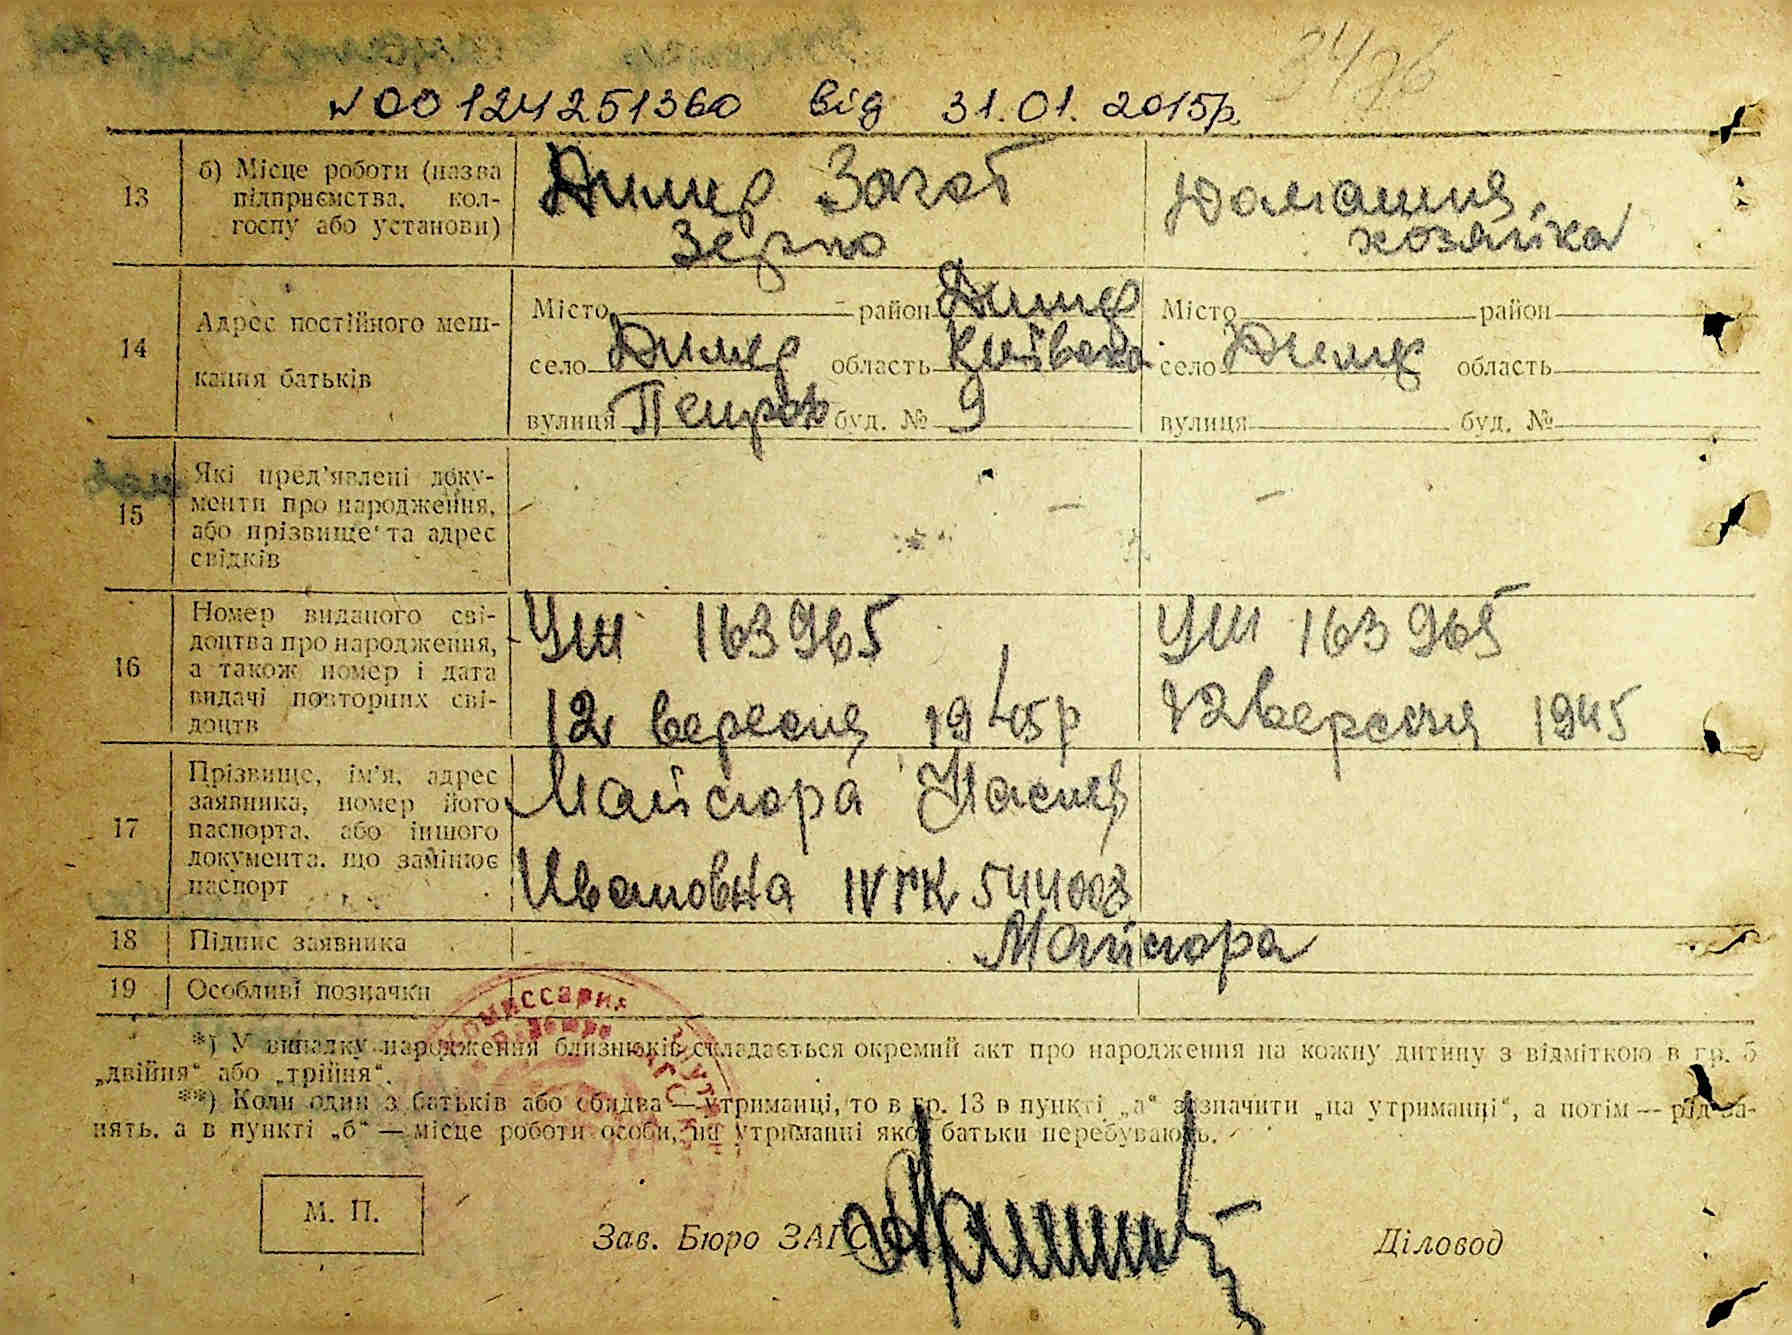 № 00124251360 від 31.01.2015р.
13
б) Місце роботи (назва
підприємства, кол-
госпу або установи)
Димер Загот
Зерно
Домашня
хозяйка
14
Адрес постійного меш-
кання батьків
Місто район Димер
село Димер область Київська
вулиця буд. № 9
Місто район
село Димер область
вулиця буд. №
15
Які пред'явлені доку-
менти про народження,
або прізвище та адрес
свідків
16
Номер виданого сві-
доцтва про народження,
а також номер і дата
видачі повторних сві-
доцтв
УШ 163965
12 вересня 1945р
УШ 163965
12 вересня 1945
17
Прізвище, ім'я, адрес
заявника, номер його
паспорта, або іншого
документа, що замінює
паспорт
Майсюра
Ивановна IV ГК 544008
18
Підпис заявника
Майсюра
19
Особливі позначки
*) У випадку народження близнюків складається окремий акт про народження на кожну дитину з відміткою в гр. 5
„двійня“ або „трійня“.
**) Коли один з батьків або обидва — утриманці, то в гр. 13 в пункті „а“ зазначити „на утриманці“, а потім — рід за-
нять, а в пункті „б“ — місце роботи особи, на утриманні якої батьки перебувають.
М. П.
Зав. Бюро ЗАГС
Діловод